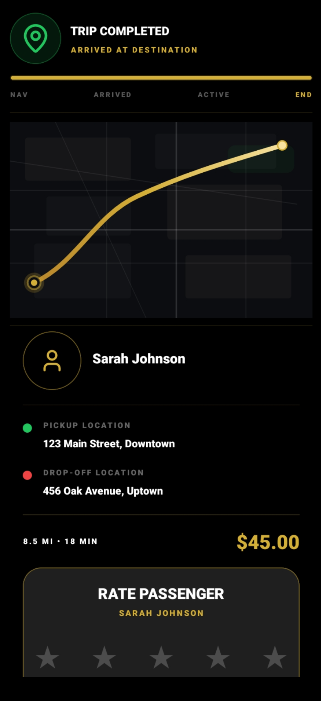 TRIP COMPLETED
ARRIVED AT DESTINATION
NAV ARRIVED ACTIVE END
Sarah Johnson
PICKUP LOCATION
123 Main Street, Downtown
DROP-OFF LOCATION
456 Oak Avenue, Uptown
8.5 MI • 18 MIN $45.00
RATE PASSENGER
SARAH JOHNSON